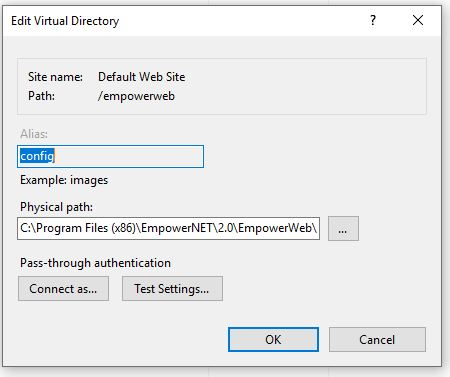 Edit Virtual Directory
?
Site name: Default Web Site
Path: /empowerweb
Alias:
config
Example: images
Physical path:
C:\Program Files (x86)\EmpowerNET\2.0\EmpowerWeb\
...
Pass-through authentication
Connect as... Test Settings...
OK Cancel